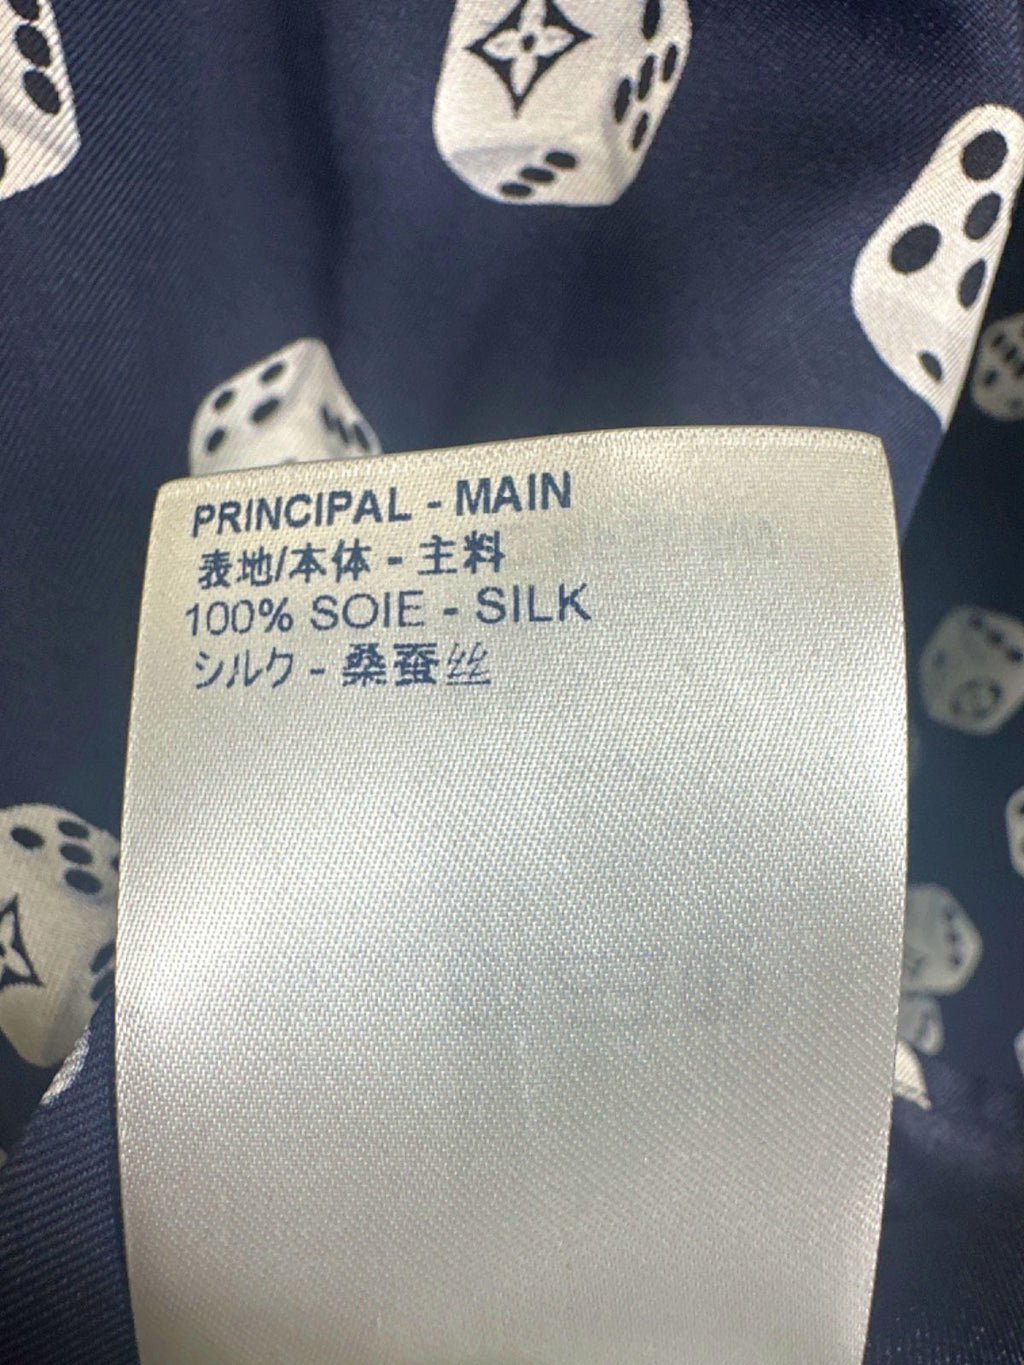 PRINCIPAL - MAIN
表地/本体 - 主料
100% SOIE - SILK
シルク - 桑蚕丝